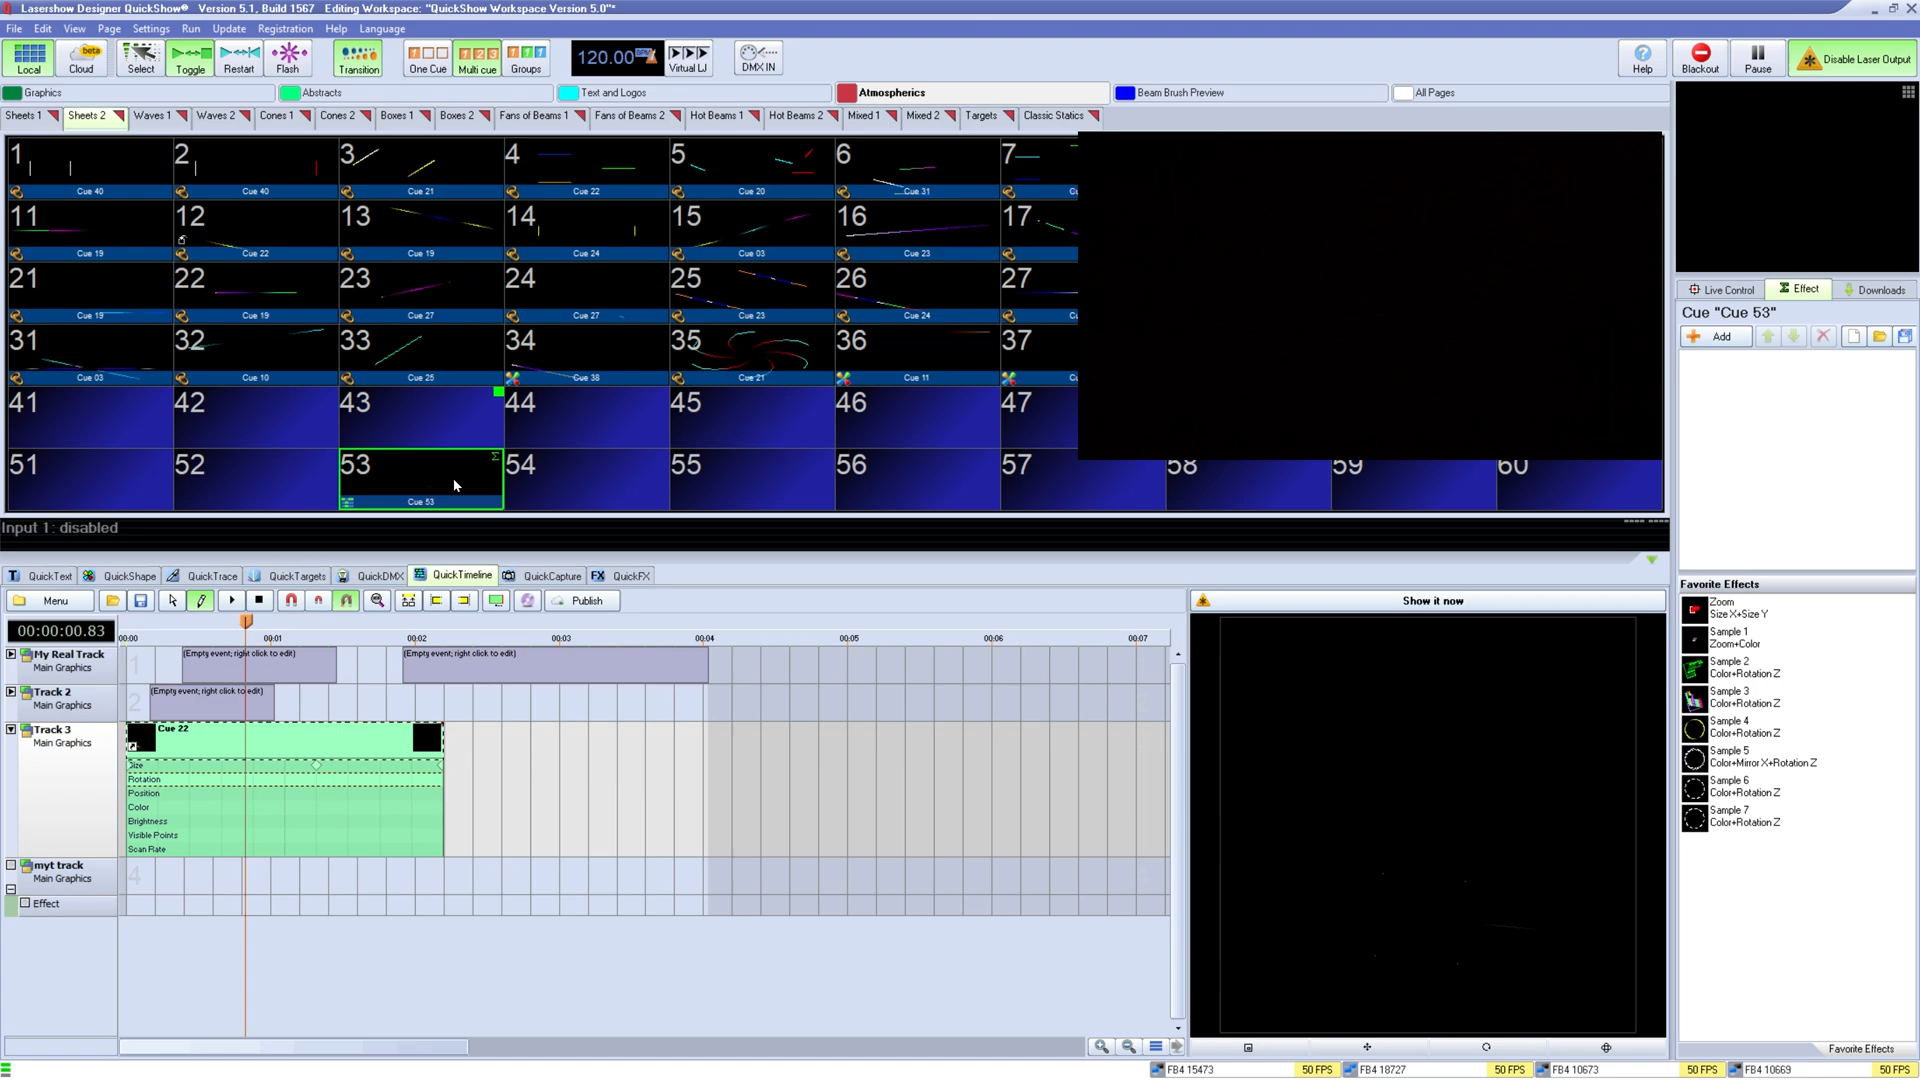 Lasershow Designer QuickShow® Version 5.1, Build 1567 Editing Workspace: "QuickShow Workspace Version 5.0"*
File Edit View Page Settings Run Update Registration Help Language
Local Cloud beta Select Toggle Restart Flash Transition One Cue Multi cue Groups 120.00 Virtual LJ DMX IN Help Blackout Pause Disable Laser Output
Graphics Abstracts Text and Logos Atmospherics Beam Brush Preview All Pages
Sheets 1 Sheets 2 Waves 1 Waves 2 Cones 1 Cones 2 Boxes 1 Boxes 2 Fans of Beams 1 Fans of Beams 2 Hot Beams 1 Hot Beams 2 Mixed 1 Mixed 2 Targets Classic Statics
1 2 3 4 5 6 7
Cue 40 Cue 40 Cue 21 Cue 22 Cue 20 Cue 31
11 12 13 14 15 16 17
Cue 19 Cue 22 Cue 19 Cue 24 Cue 03 Cue 23
21 22 23 24 25 26 27
Cue 19 Cue 19 Cue 27 Cue 27 Cue 23 Cue 24
31 32 33 34 35 36 37
Cue 03 Cue 10 Cue 25 Cue 38 Cue 21 Cue 11
41 42 43 44 45 46 47
51 52 53 54 55 56 57 58 59 60
Cue 53
Live Control Effect Downloads
Cue "Cue 53"
Add
Input 1: disabled
QuickText QuickShape QuickTrace QuickTargets QuickDMX QuickTimeline QuickCapture QuickFX
Menu Publish
Show it now
00:00:00.83
00:00 00:01 00:02 00:03 00:04 00:05 00:06 00:07
My Real Track
Main Graphics
1
(Empty event; right click to edit) (Empty event; right click to edit)
Track 2
Main Graphics
2
(Empty event; right click to edit)
Track 3
Main Graphics
Cue 22
Size
Rotation
Position
Color
Brightness
Visible Points
Scan Rate
myt track
Main Graphics
4
Effect
Favorite Effects
Zoom
Size X+Size Y
Sample 1
Zoom+Color
Sample 2
Color+Rotation Z
Sample 3
Color+Rotation Z
Sample 4
Color+Rotation Z
Sample 5
Color+Mirror X+Rotation Z
Sample 6
Color+Rotation Z
Sample 7
Color+Rotation Z
Favorite Effects
FB4 15473 50 FPS FB4 18727 50 FPS FB4 10673 50 FPS FB4 10669 50 FPS